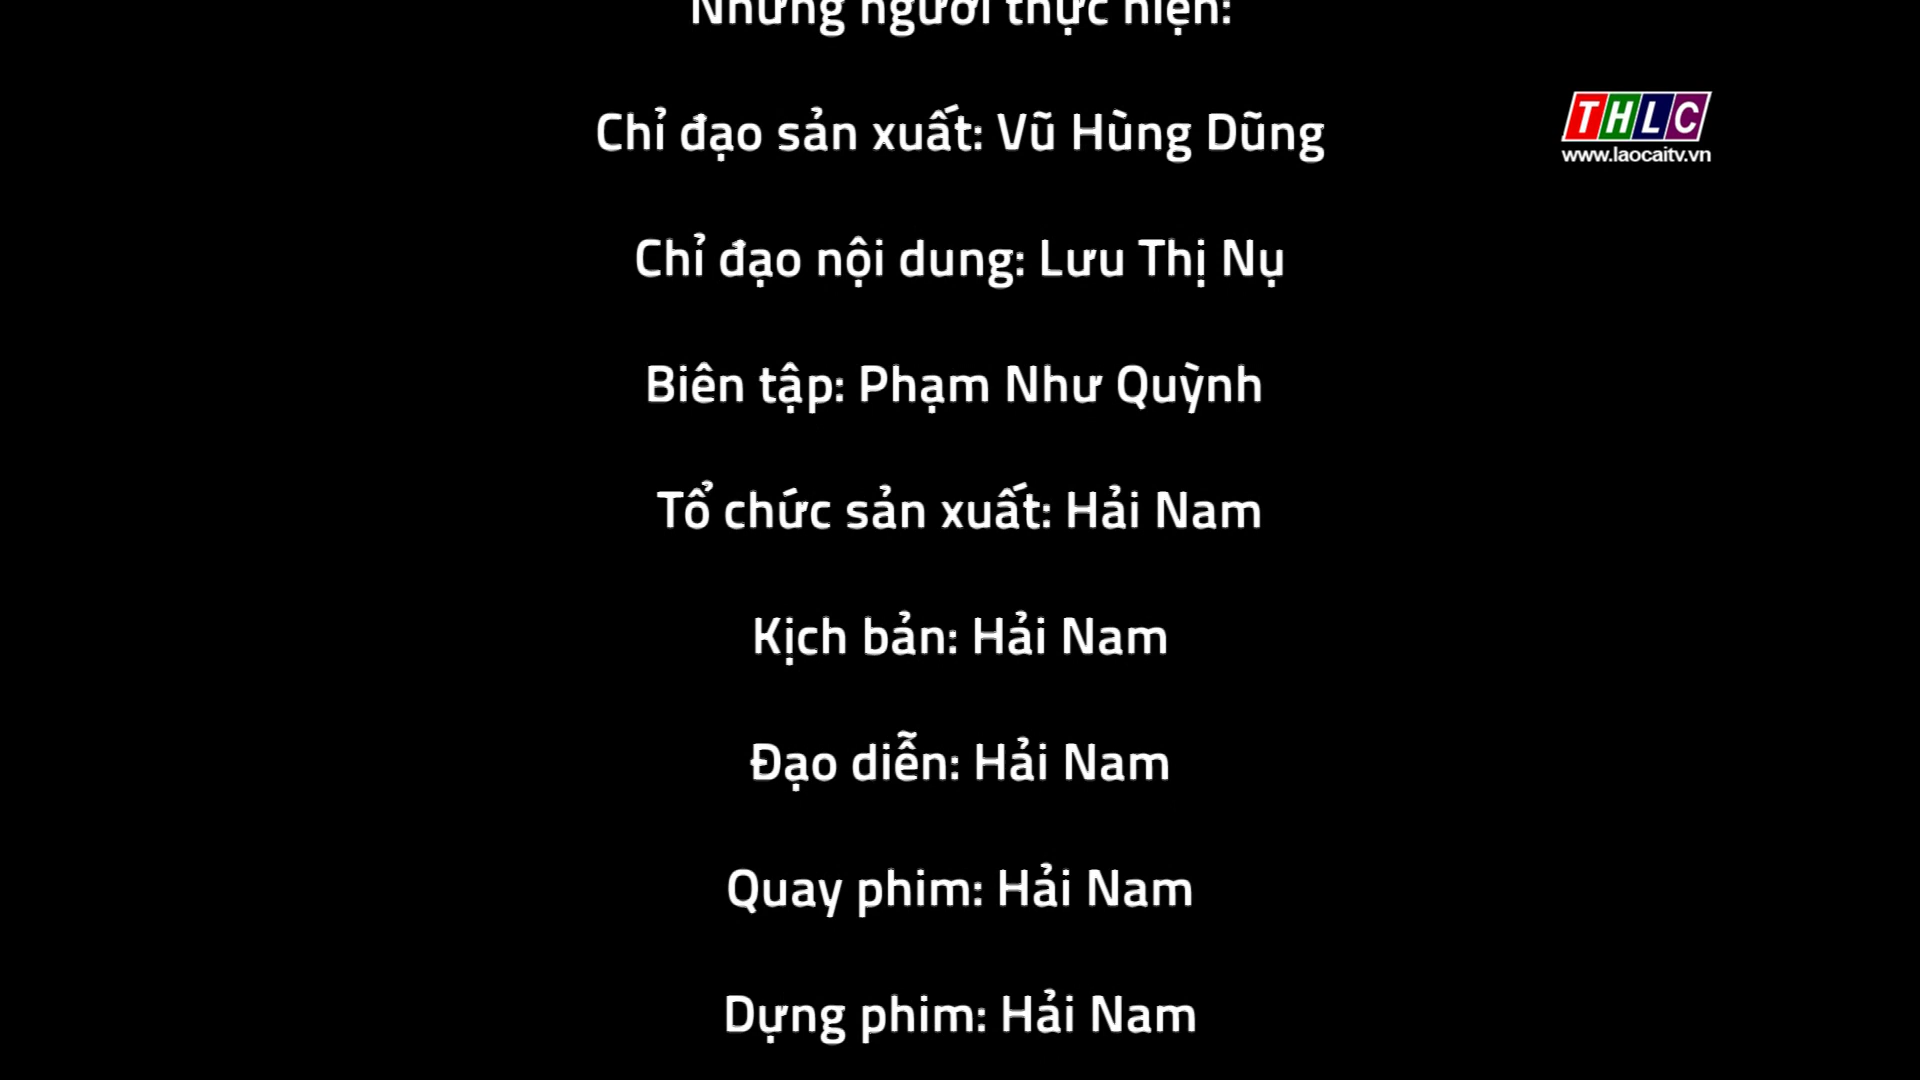 Những người thực hiện:
THLC
www.laocaitv.vn
Chỉ đạo sản xuất: Vũ Hùng Dũng
Chỉ đạo nội dung: Lưu Thị Nụ
Biên tập: Phạm Như Quỳnh
Tổ chức sản xuất: Hải Nam
Kịch bản: Hải Nam
Đạo diễn: Hải Nam
Quay phim: Hải Nam
Dựng phim: Hải Nam